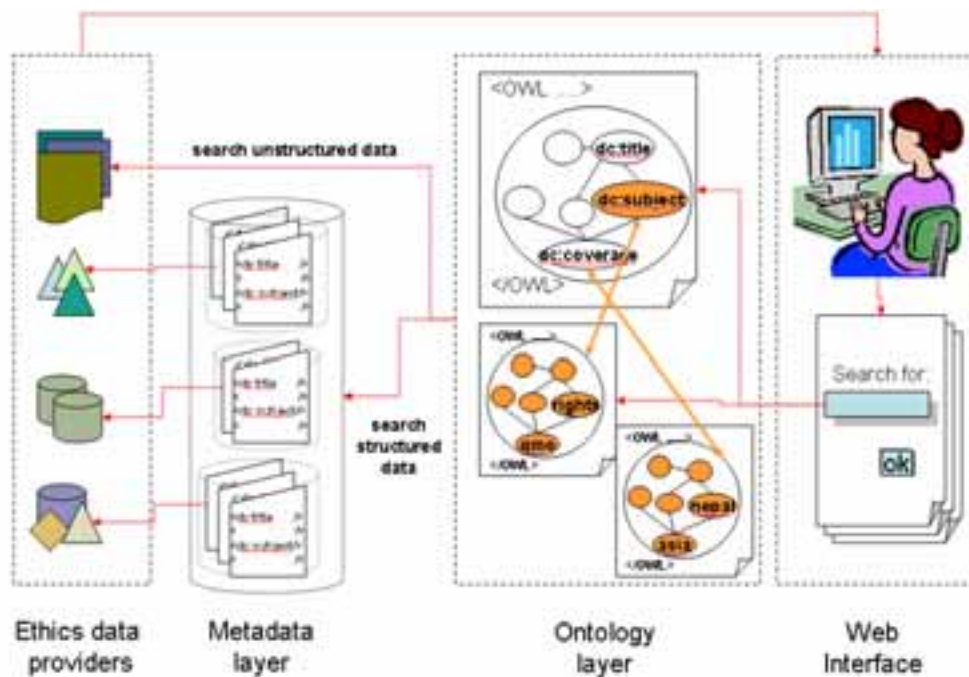 <OWL ....>
dc:title
dc:subject
dc:coverage
</OWL>
search unstructured data
dc:title
dc:subject
dc:title
dc:subject
dc:title
dc:subject
search
structured
data
<OWL ....>
rights
gmo
</OWL>
<OWL ....>
nepal
asia
</OWL>
Search for:
ok
Ethics data
providers
Metadata
layer
Ontology
layer
Web
Interface